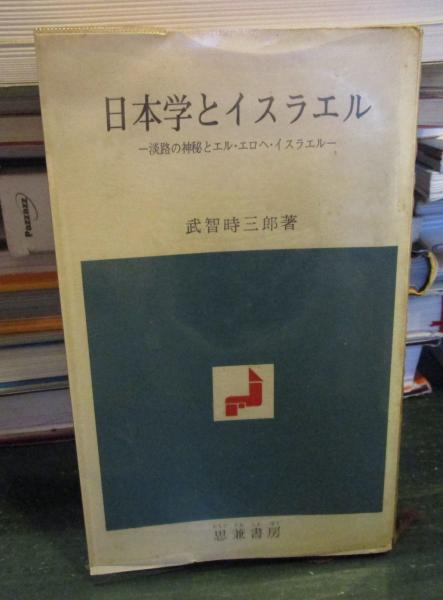 日本学とイスラエル
―淡路の神秘とエル・エロヘ・イスラエル―
武智時三郎著
思兼書房
Pazzazz